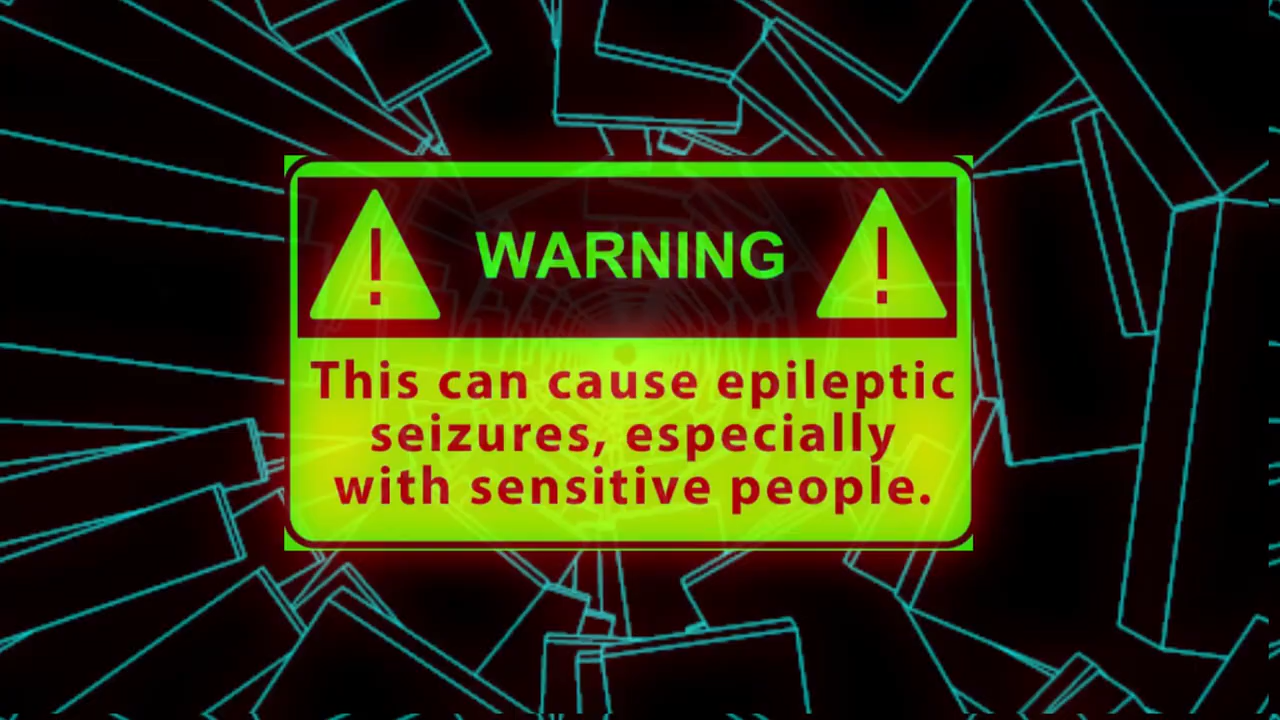 WARNING
This can cause epileptic
seizures, especially
with sensitive people.